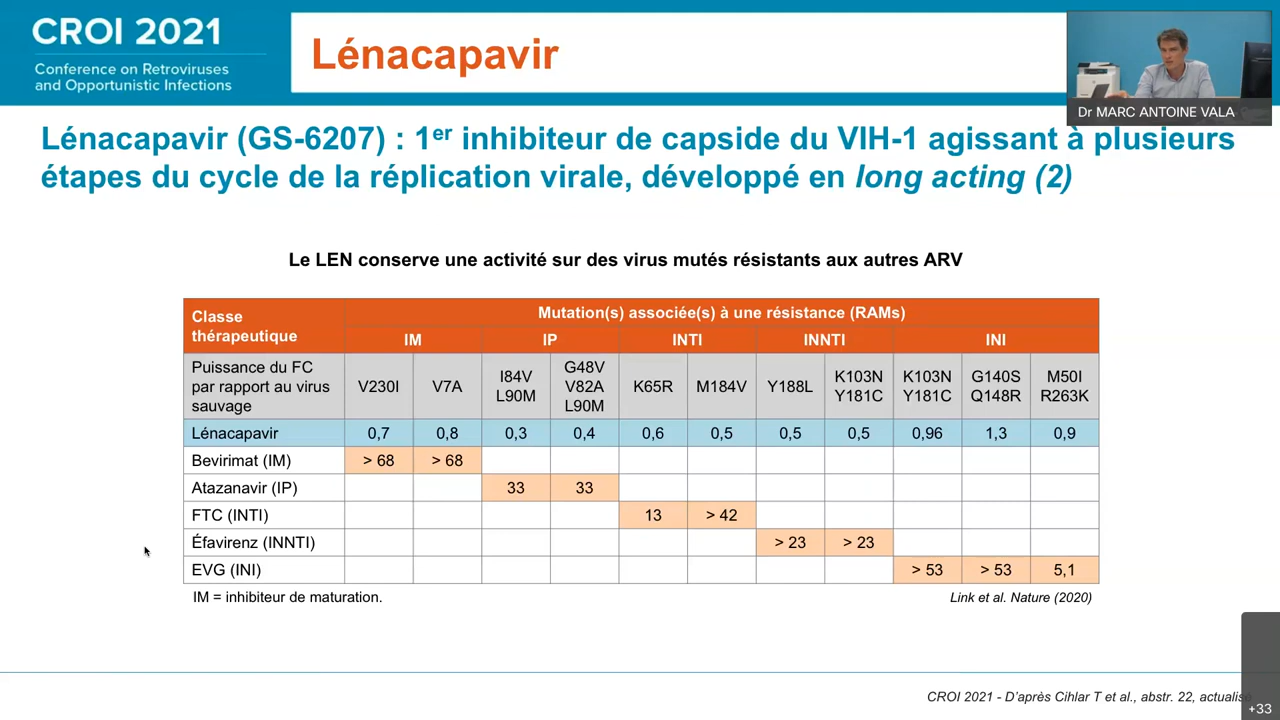 CROI 2021
Conference on Retroviruses
and Opportunistic Infections
Lénacapavir
Dr MARC ANTOINE VALA
Lénacapavir (GS-6207) : 1er inhibiteur de capside du VIH-1 agissant à plusieurs
étapes du cycle de la réplication virale, développé en long acting (2)
Le LEN conserve une activité sur des virus mutés résistants aux autres ARV
Classe thérapeutique Mutation(s) associée(s) à une résistance (RAMs)
IM IP INTI INNTI INI
Puissance du FC par rapport au virus sauvage V230I V7A I84V L90M G48V V82A L90M K65R M184V Y188L K103N Y181C K103N Y181C G140S Q148R M50I R263K
Lénacapavir 0,7 0,8 0,3 0,4 0,6 0,5 0,5 0,5 0,96 1,3 0,9
Bevirimat (IM) > 68 > 68
Atazanavir (IP) 33 33
FTC (INTI) 13 > 42
Éfavirenz (INNTI) > 23 > 23
EVG (INI) > 53 > 53 5,1
IM = inhibiteur de maturation.
Link et al. Nature (2020)
CROI 2021 - D'après Cihlar T et al., abstr. 22, actualisé
+33